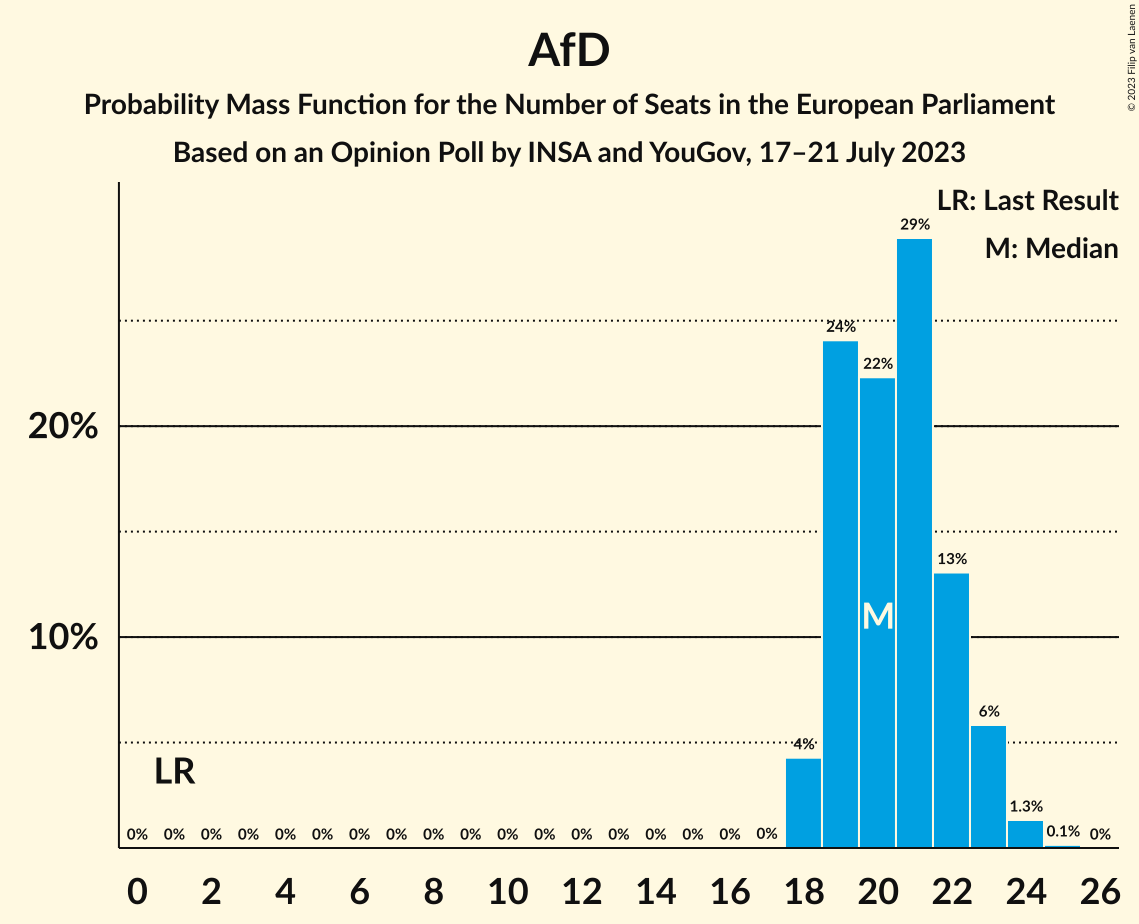 © 2023 Filip van Laenen
AfD
Probability Mass Function for the Number of Seats in the European Parliament
Based on an Opinion Poll by INSA and YouGov, 17–21 July 2023
LR: Last Result
M: Median
29%
24%
22%
20%
13%
M
10%
6%
4%
LR
1.3%
0.1%
0% 0% 0% 0% 0% 0% 0% 0% 0% 0% 0% 0% 0% 0% 0% 0% 0% 0% 0%
0 2 4 6 8 10 12 14 16 18 20 22 24 26